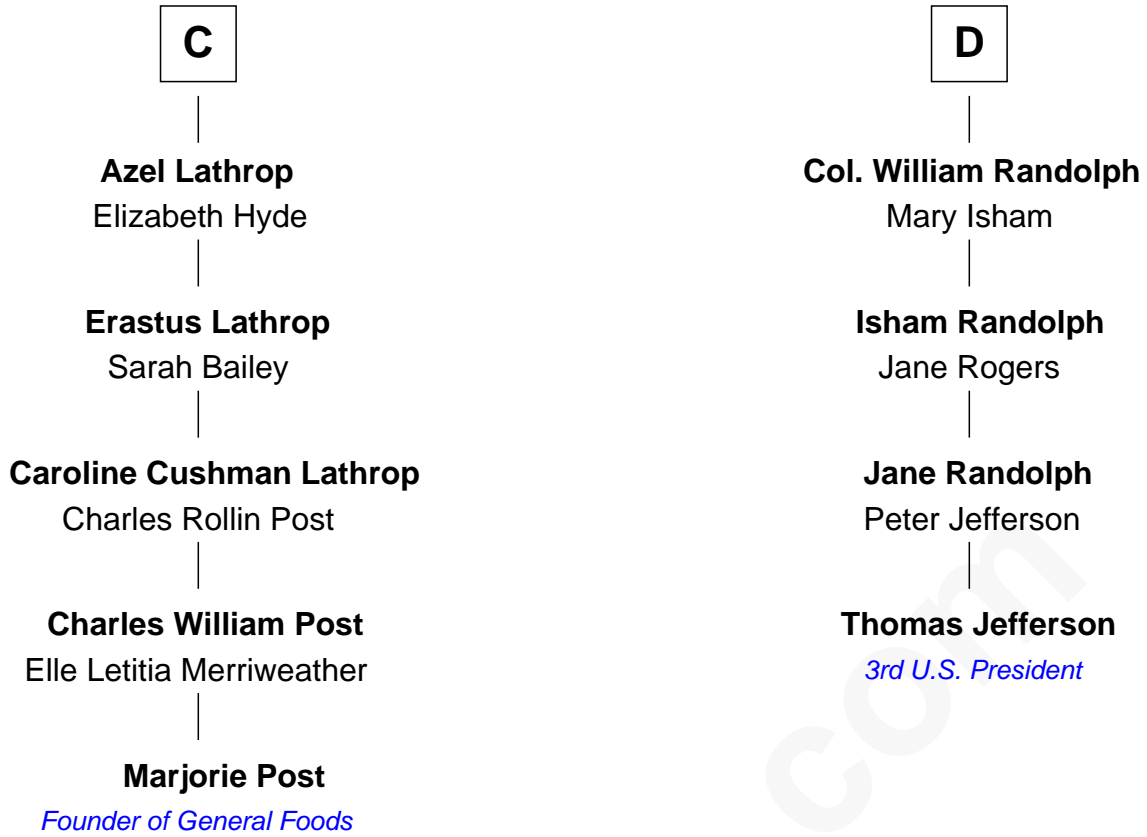 C
Azel Lathrop
Elizabeth Hyde
Erastus Lathrop
Sarah Bailey
Caroline Cushman Lathrop
Charles Rollin Post
Charles William Post
Elle Letitia Merriweather
Marjorie Post
Founder of General Foods
D
Col. William Randolph
Mary Isham
Isham Randolph
Jane Rogers
Jane Randolph
Peter Jefferson
Thomas Jefferson
3rd U.S. President
com